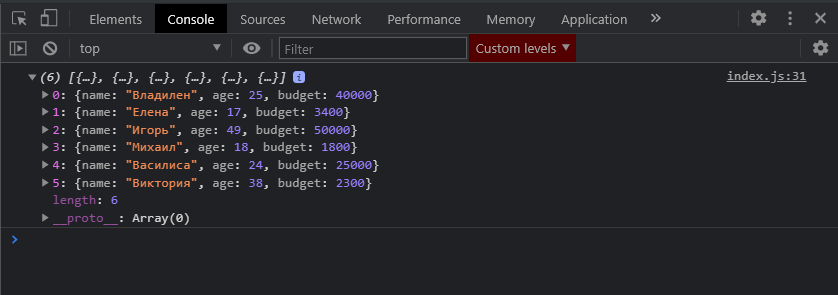 Elements Console Sources Network Performance Memory Application »
top Filter Custom levels
(6) [{…}, {…}, {…}, {…}, {…}, {…}] i index.js:31
0: {name: "Владилен", age: 25, budget: 40000}
1: {name: "Елена", age: 17, budget: 3400}
2: {name: "Игорь", age: 49, budget: 50000}
3: {name: "Михаил", age: 18, budget: 1800}
4: {name: "Василиса", age: 24, budget: 25000}
5: {name: "Виктория", age: 38, budget: 2300}
length: 6
__proto__: Array(0)